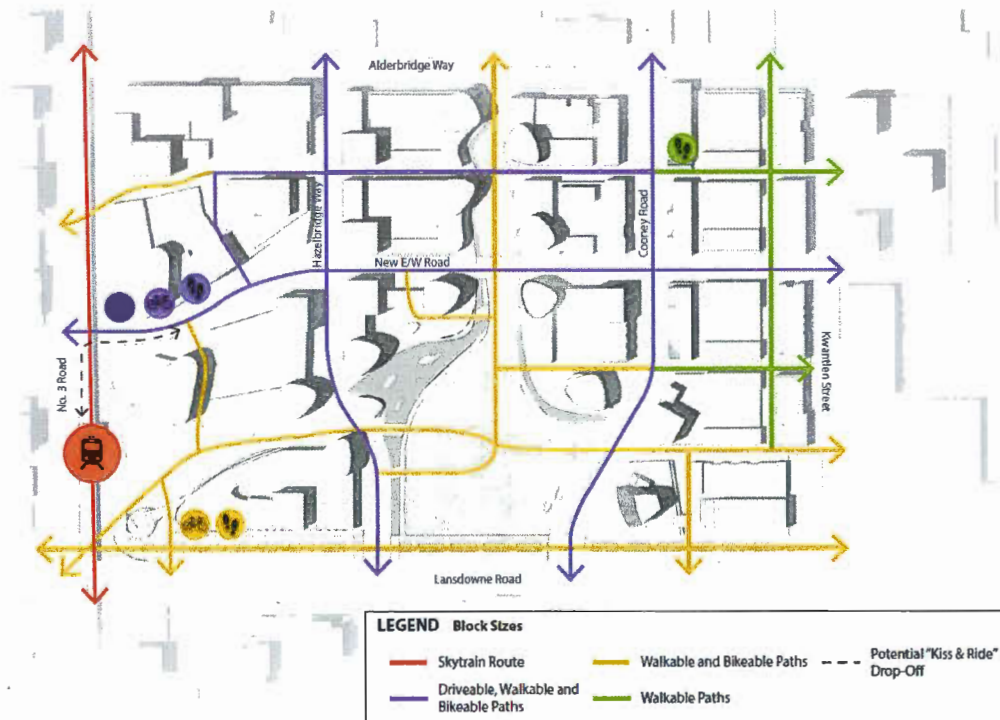 Alderbridge Way
Hazelbridge Way
Cooney Road
New E/W Road
No. 3 Road
Kwantlen Street
Lansdowne Road
LEGEND Block Sizes
Skytrain Route
Walkable and Bikeable Paths
Potential "Kiss & Ride"
Drop-Off
Driveable, Walkable and
Bikeable Paths
Walkable Paths